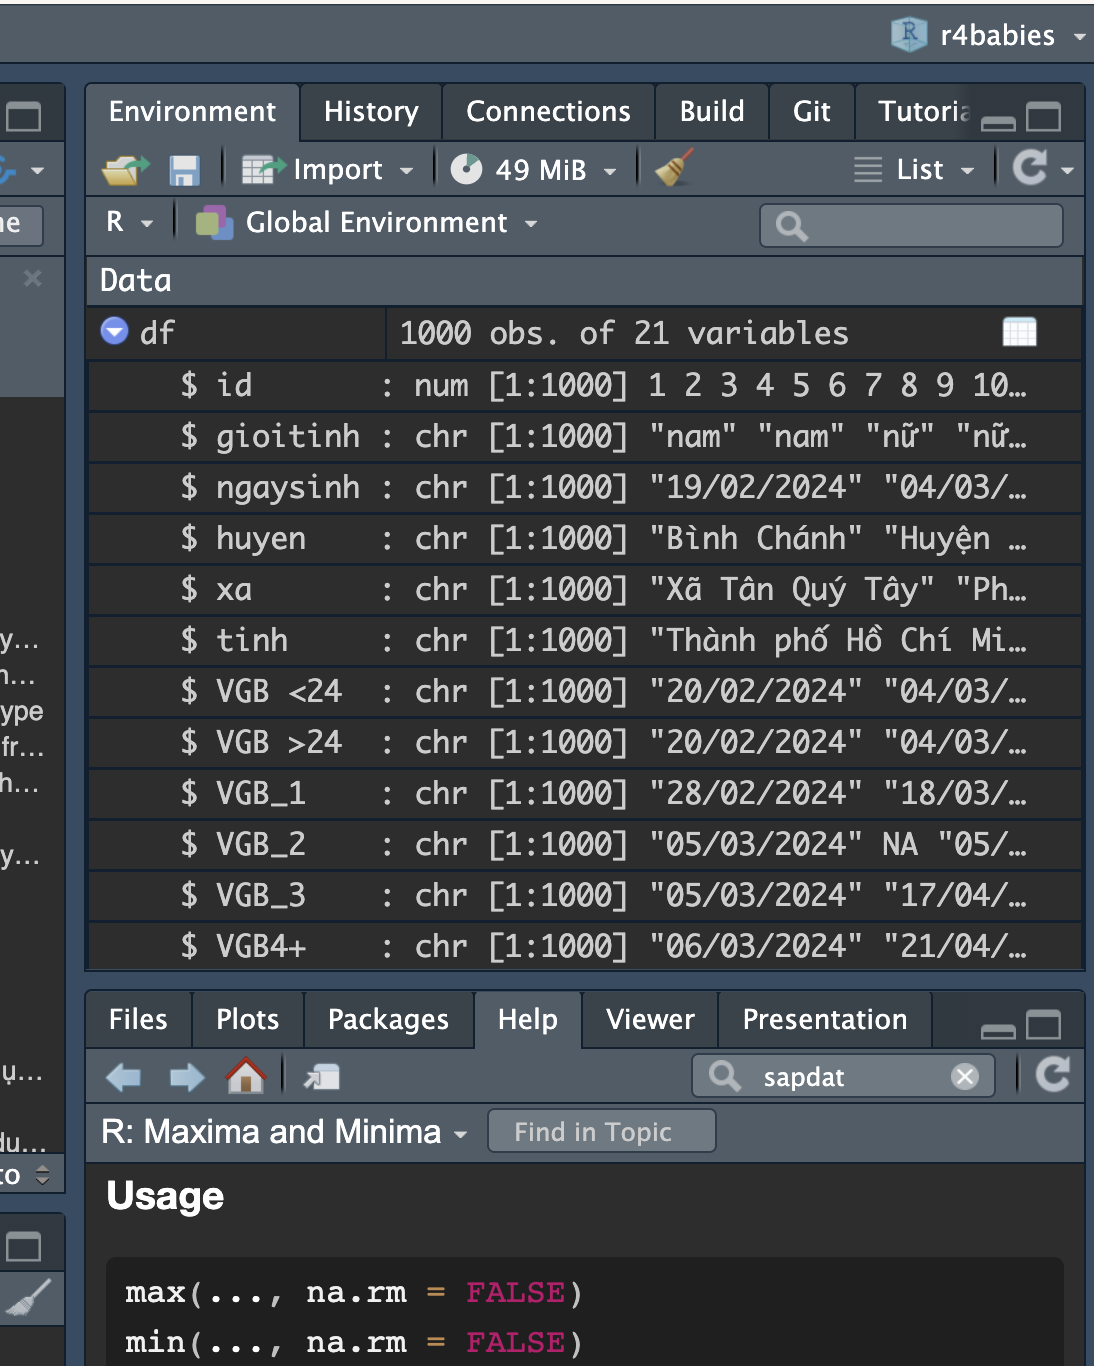 r4babies
Environment History Connections Build Git Tutoria
Import 49 MiB List
R Global Environment
ne
Data
df 1000 obs. of 21 variables
$ id : num [1:1000] 1 2 3 4 5 6 7 8 9 10…
$ gioitinh : chr [1:1000] "nam" "nam" "nữ" "nữ…
$ ngaysinh : chr [1:1000] "19/02/2024" "04/03/…
$ huyen : chr [1:1000] "Bình Chánh" "Huyện …
$ xa : chr [1:1000] "Xã Tân Quý Tây" "Ph…
$ tinh : chr [1:1000] "Thành phố Hồ Chí Mi…
$ VGB <24 : chr [1:1000] "20/02/2024" "04/03/…
$ VGB >24 : chr [1:1000] "20/02/2024" "04/03/…
$ VGB_1 : chr [1:1000] "28/02/2024" "18/03/…
$ VGB_2 : chr [1:1000] "05/03/2024" NA "05/…
$ VGB_3 : chr [1:1000] "05/03/2024" "17/04/…
$ VGB4+ : chr [1:1000] "06/03/2024" "21/04/…
y…
ype
fr…
h…
y…
ụ…
du…
to
Files Plots Packages Help Viewer Presentation
sapdat
R: Maxima and Minima Find in Topic
Usage
max(..., na.rm = FALSE)
min(..., na.rm = FALSE)